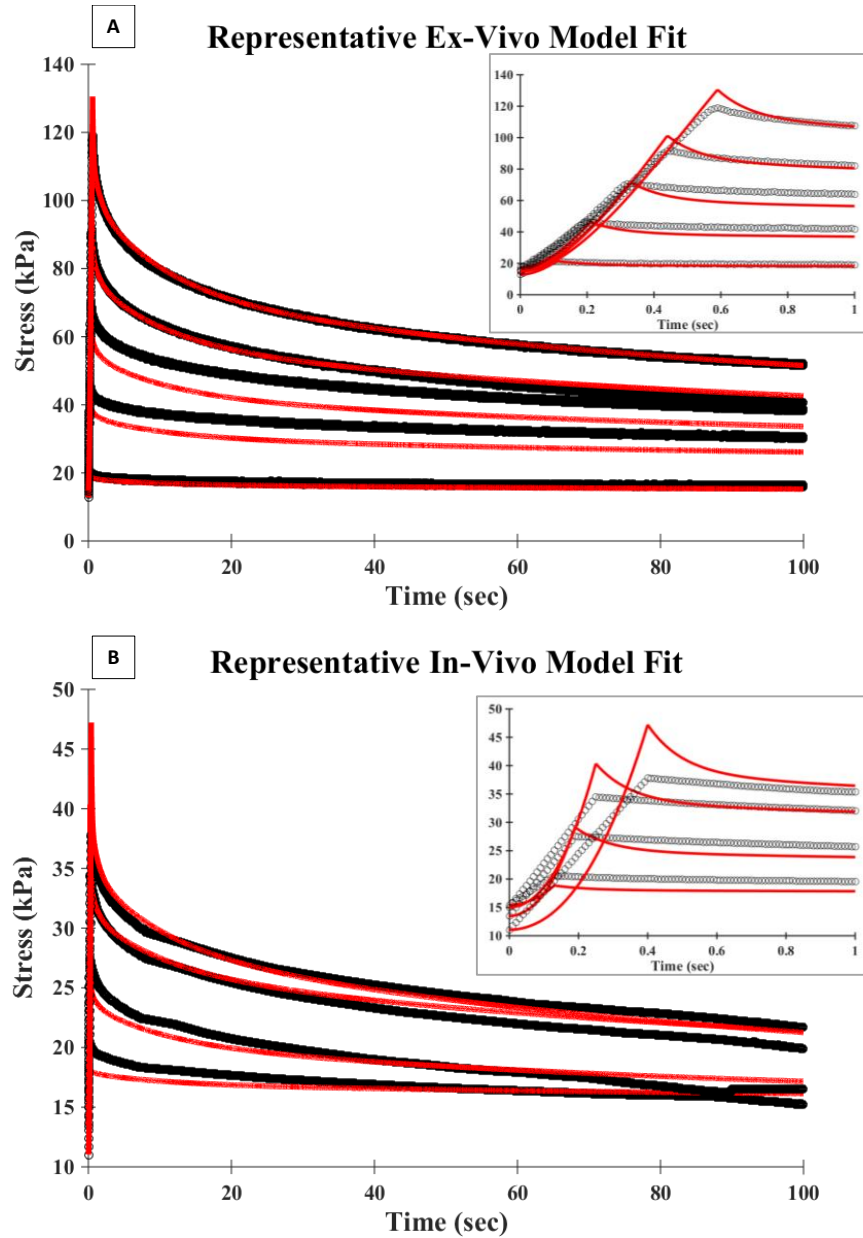 A
Representative Ex-Vivo Model Fit
140
120
100
80
60
40
20
0
Stress (kPa)
0 20 40 60 80 100
Time (sec)
140
120
100
80
60
40
20
0
0 0.2 0.4 0.6 0.8 1
Time (sec)
B
Representative In-Vivo Model Fit
50
45
40
35
30
25
20
15
10
Stress (kPa)
0 20 40 60 80 100
Time (sec)
50
45
40
35
30
25
20
15
10
0 0.2 0.4 0.6 0.8 1
Time (sec)